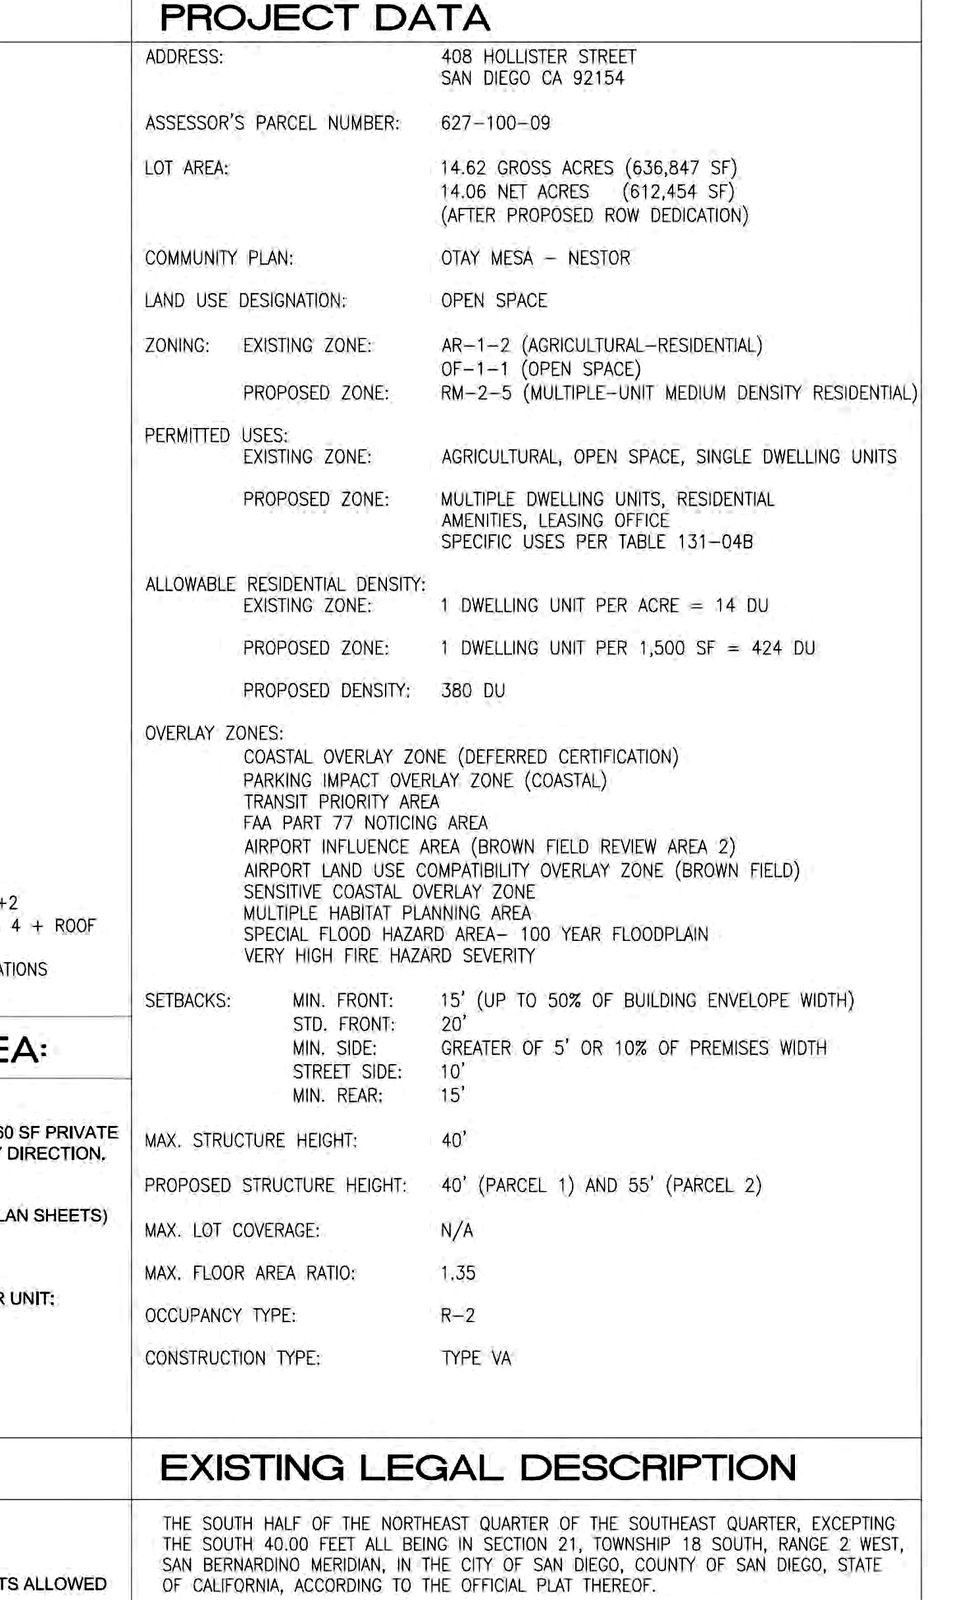 PROJECT DATA
ADDRESS: 408 HOLLISTER STREET
SAN DIEGO CA 92154
ASSESSOR'S PARCEL NUMBER: 627-100-09
LOT AREA: 14.62 GROSS ACRES (636,847 SF)
14.06 NET ACRES (612,454 SF)
(AFTER PROPOSED ROW DEDICATION)
COMMUNITY PLAN: OTAY MESA - NESTOR
LAND USE DESIGNATION: OPEN SPACE
ZONING: EXISTING ZONE: AR-1-2 (AGRICULTURAL-RESIDENTIAL)
OF-1-1 (OPEN SPACE)
PROPOSED ZONE: RM-2-5 (MULTIPLE-UNIT MEDIUM DENSITY RESIDENTIAL)
PERMITTED USES:
EXISTING ZONE: AGRICULTURAL, OPEN SPACE, SINGLE DWELLING UNITS
PROPOSED ZONE: MULTIPLE DWELLING UNITS, RESIDENTIAL
AMENITIES, LEASING OFFICE
SPECIFIC USES PER TABLE 131-04B
ALLOWABLE RESIDENTIAL DENSITY:
EXISTING ZONE: 1 DWELLING UNIT PER ACRE = 14 DU
PROPOSED ZONE: 1 DWELLING UNIT PER 1,500 SF = 424 DU
PROPOSED DENSITY: 380 DU
OVERLAY ZONES:
COASTAL OVERLAY ZONE (DEFERRED CERTIFICATION)
PARKING IMPACT OVERLAY ZONE (COASTAL)
TRANSIT PRIORITY AREA
FAA PART 77 NOTICING AREA
AIRPORT INFLUENCE AREA (BROWN FIELD REVIEW AREA 2)
AIRPORT LAND USE COMPATIBILITY OVERLAY ZONE (BROWN FIELD)
SENSITIVE COASTAL OVERLAY ZONE
MULTIPLE HABITAT PLANNING AREA
SPECIAL FLOOD HAZARD AREA- 100 YEAR FLOODPLAIN
VERY HIGH FIRE HAZARD SEVERITY
SETBACKS: MIN. FRONT: 15' (UP TO 50% OF BUILDING ENVELOPE WIDTH)
STD. FRONT: 20'
MIN. SIDE: GREATER OF 5' OR 10% OF PREMISES WIDTH
STREET SIDE: 10'
MIN. REAR: 15'
MAX. STRUCTURE HEIGHT: 40'
PROPOSED STRUCTURE HEIGHT: 40' (PARCEL 1) AND 55' (PARCEL 2)
MAX. LOT COVERAGE: N/A
MAX. FLOOR AREA RATIO: 1.35
OCCUPANCY TYPE: R-2
CONSTRUCTION TYPE: TYPE VA
EXISTING LEGAL DESCRIPTION
THE SOUTH HALF OF THE NORTHEAST QUARTER OF THE SOUTHEAST QUARTER, EXCEPTING
THE SOUTH 40.00 FEET ALL BEING IN SECTION 21, TOWNSHIP 18 SOUTH, RANGE 2 WEST,
SAN BERNARDINO MERIDIAN, IN THE CITY OF SAN DIEGO, COUNTY OF SAN DIEGO, STATE
OF CALIFORNIA, ACCORDING TO THE OFFICIAL PLAT THEREOF.
+2
4 + ROOF
ATIONS
EA:
60 SF PRIVATE
DIRECTION.
LAN SHEETS)
R UNIT:
TS ALLOWED